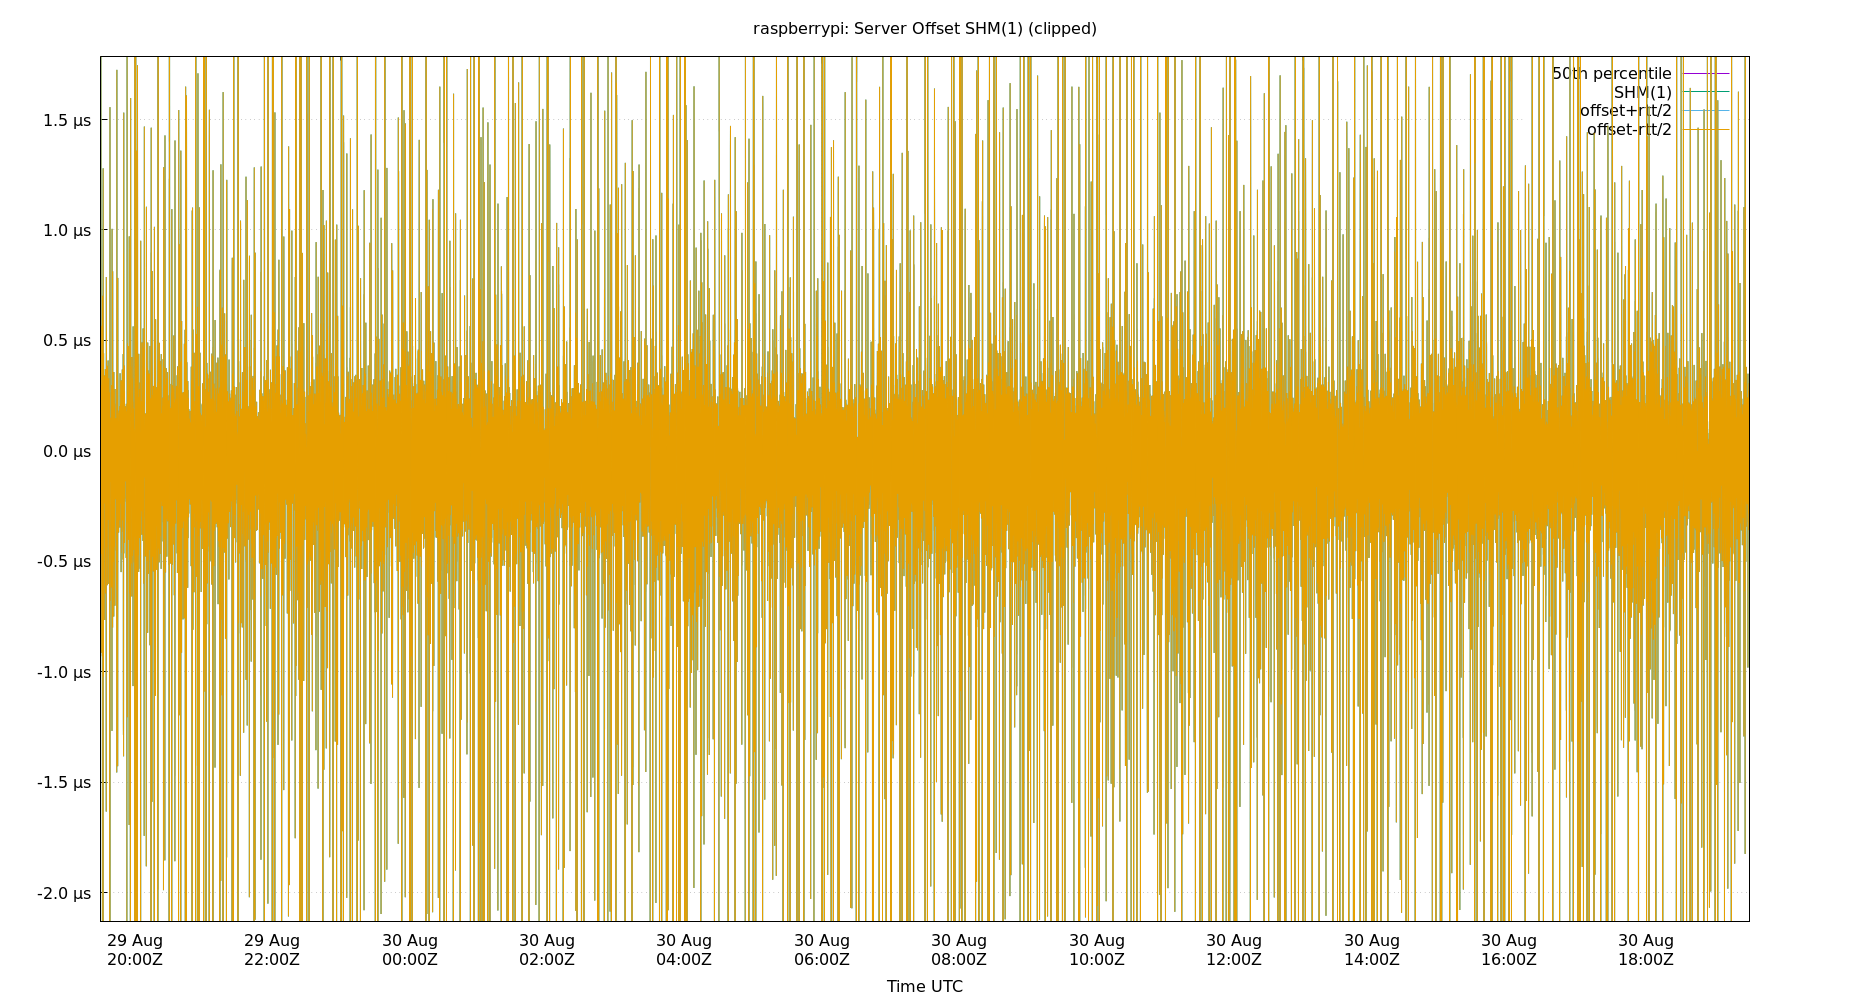 raspberrypi: Server Offset SHM(1) (clipped)
50th percentile
SHM(1)
offset+rtt/2
offset-rtt/2
1.5 µs
1.0 µs
0.5 µs
0.0 µs
-0.5 µs
-1.0 µs
-1.5 µs
-2.0 µs
29 Aug 29 Aug 30 Aug 30 Aug 30 Aug 30 Aug 30 Aug 30 Aug 30 Aug 30 Aug 30 Aug 30 Aug
20:00Z 22:00Z 00:00Z 02:00Z 04:00Z 06:00Z 08:00Z 10:00Z 12:00Z 14:00Z 16:00Z 18:00Z
Time UTC